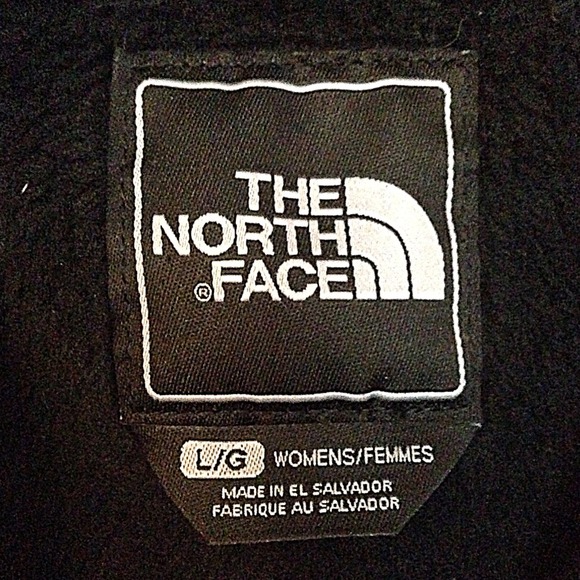 THE
NORTH
®FACE
L/G WOMENS/FEMMES
MADE IN EL SALVADOR
FABRIQUE AU SALVADOR